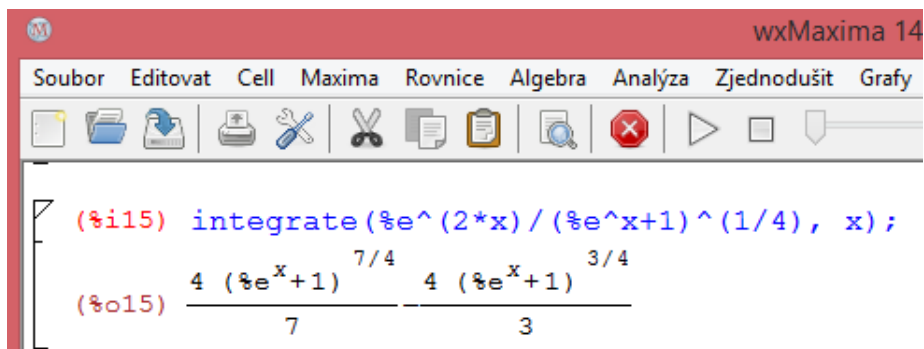 wxMaxima 14
Soubor Editovat Cell Maxima Rovnice Algebra Analýza Zjednodušit Grafy
(%i15) integrate(%e^(2*x)/(%e^x+1)^(1/4), x);
(%o15) 4 (%e^x+1)^7/4 / 7 - 4 (%e^x+1)^3/4 / 3